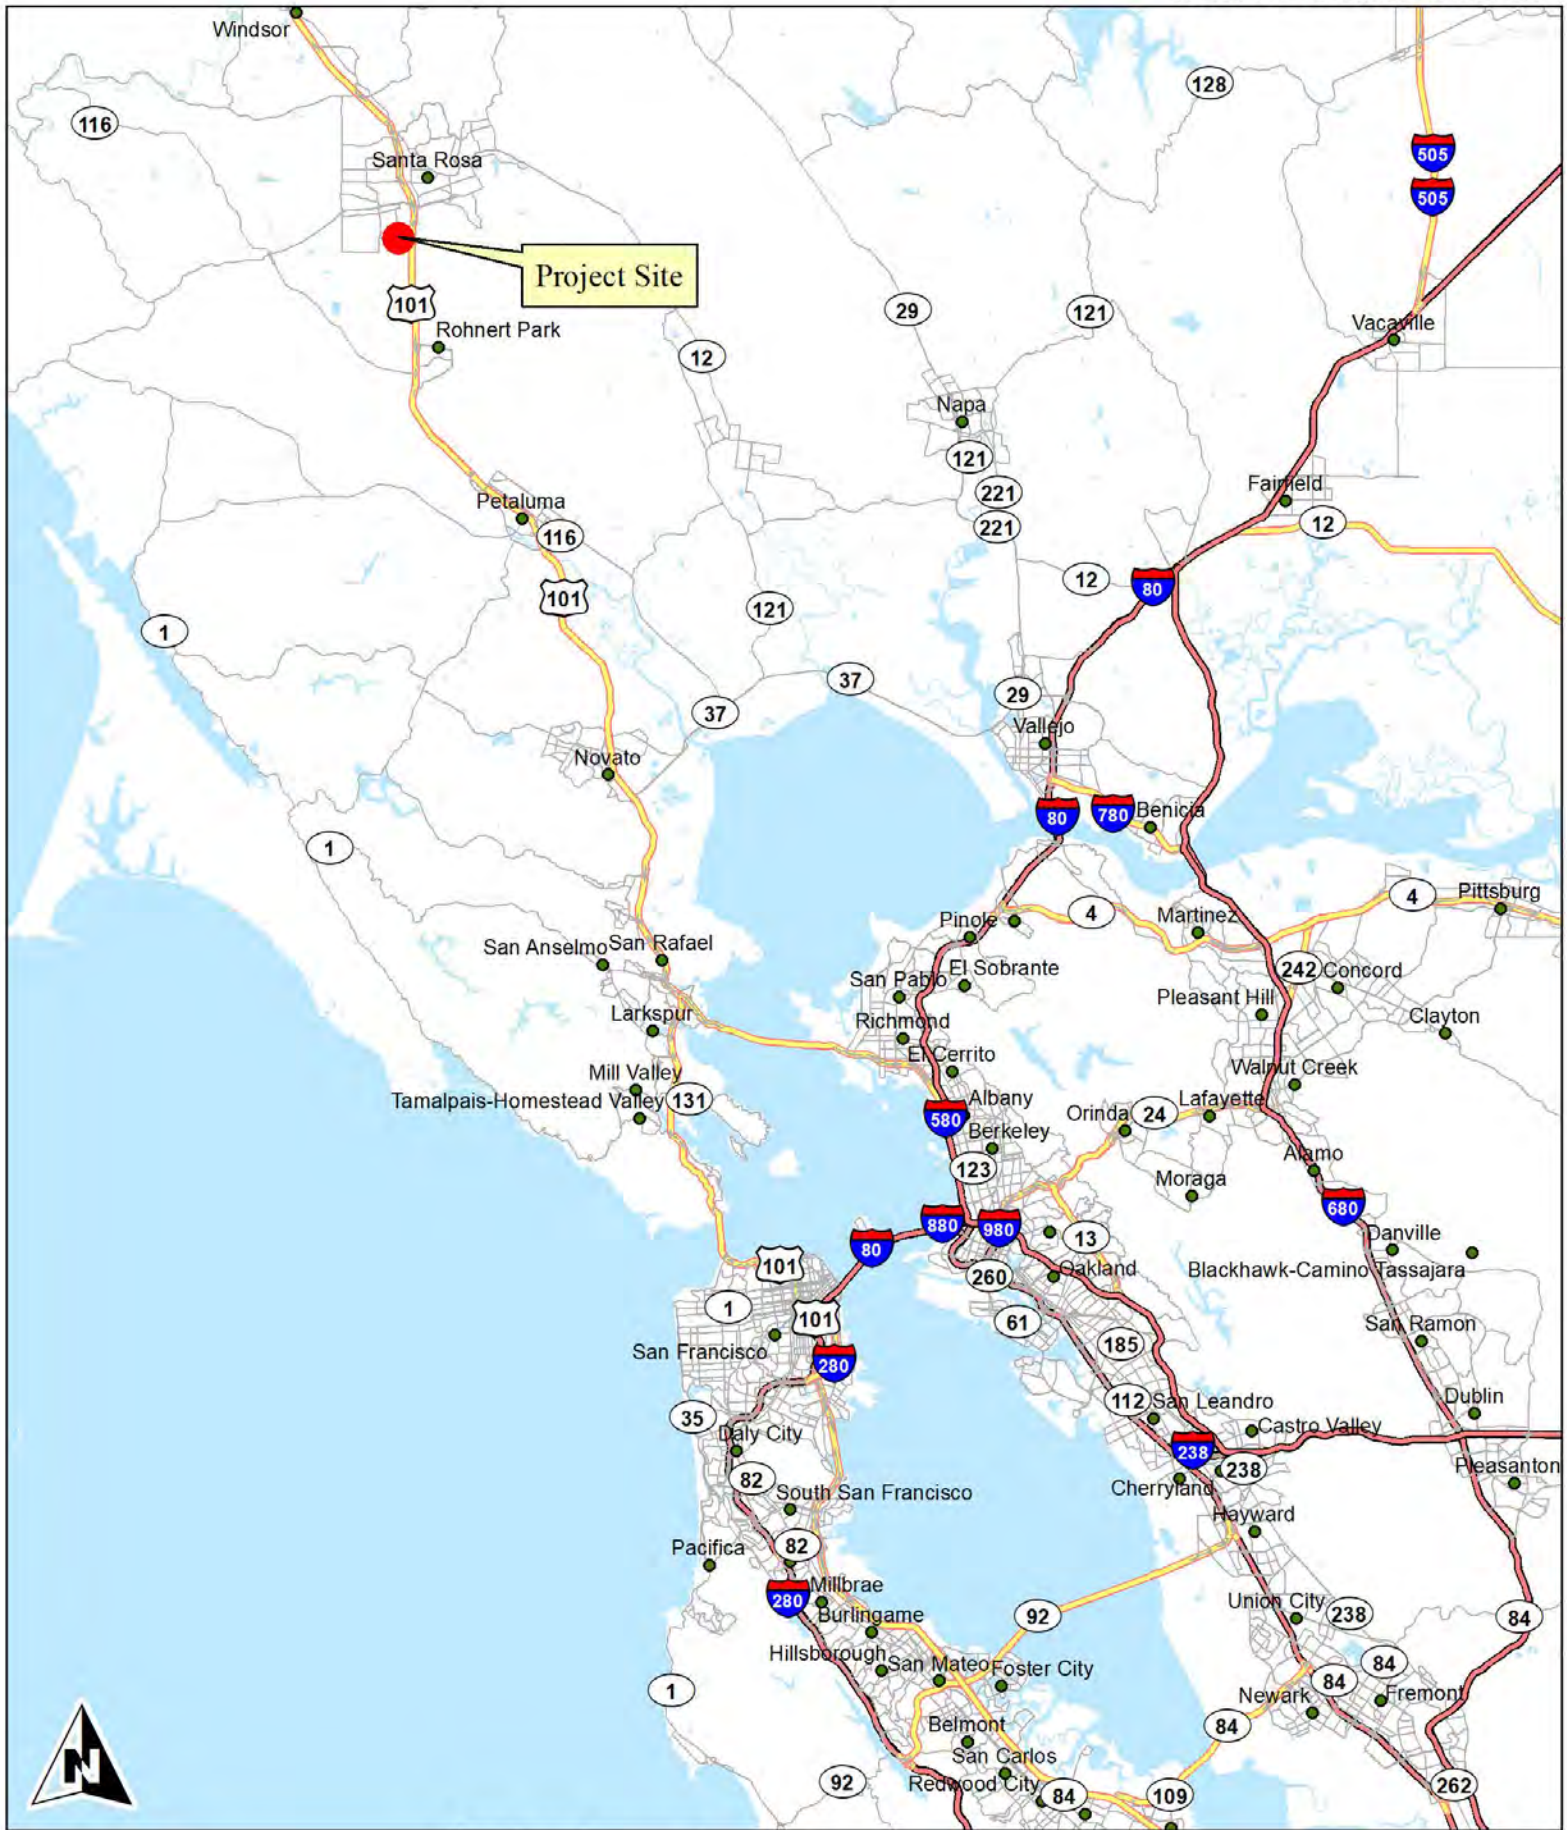 Windsor
128
116
505
Santa Rosa
505
Project Site
101
29
121
Rohnert Park
Vacaville
12
Napa
121
Fairfield
221
Petaluma
12
221
116
12
80
101
121
1
37
29
37
Vallejo
Novato
80
780
Benicia
1
4
Pittsburg
4
Martinez
Pinole
San Anselmo
San Rafael
El Sobrante
242
Concord
San Pablo
Pleasant Hill
Larkspur
Richmond
Clayton
El Cerrito
Mill Valley
Walnut Creek
Tamalpais-Homestead Valley
131
Albany
Lafayette
580
Orinda
24
Berkeley
Alamo
123
Moraga
680
880
980
Danville
80
13
101
260
Oakland
Blackhawk-Camino Tassajara
1
101
61
San Ramon
185
San Francisco
280
112
San Leandro
Dublin
35
Castro Valley
Daly City
238
238
Pleasanton
82
Cherryland
South San Francisco
Hayward
82
Pacifica
Millbrae
280
Union City
Burlingame
92
238
84
Hillsborough
San Mateo
Foster City
84
84
1
Newark
Fremont
Belmont
84
San Carlos
92
Redwood City
84
109
262
N